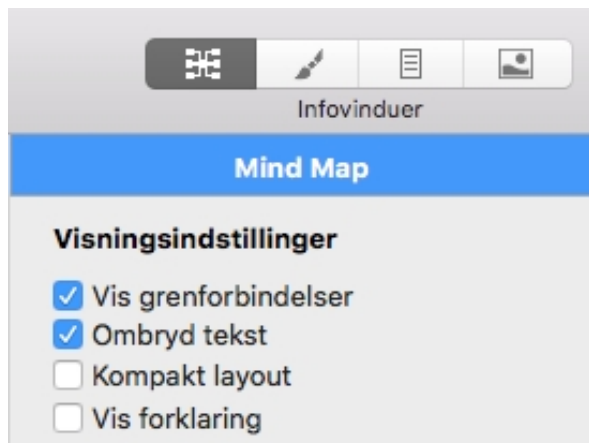 Infovinduer
Mind Map
Visningsindstillinger
Vis grenforbindelser
Ombryd tekst
Kompakt layout
Vis forklaring